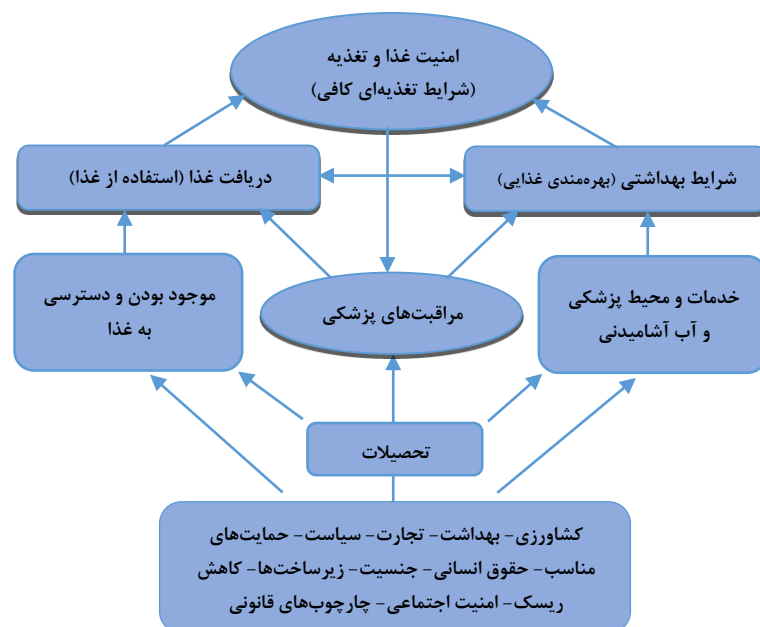 امنیت غذا و تغذیه
(شرایط تغذیه‌ای کافی)
شرایط بهداشتی (بهره‌مندی غذایی)
دریافت غذا (استفاده از غذا)
خدمات و محیط پزشکی
و آب آشامیدنی
مراقبت‌های پزشکی
موجود بودن و دسترسی
به غذا
تحصیلات
کشاورزی- بهداشت- تجارت- سیاست- حمایت‌های
مناسب- حقوق انسانی- جنسیت- زیرساخت‌ها- کاهش
ریسک- امنیت اجتماعی- چارچوب‌های قانونی